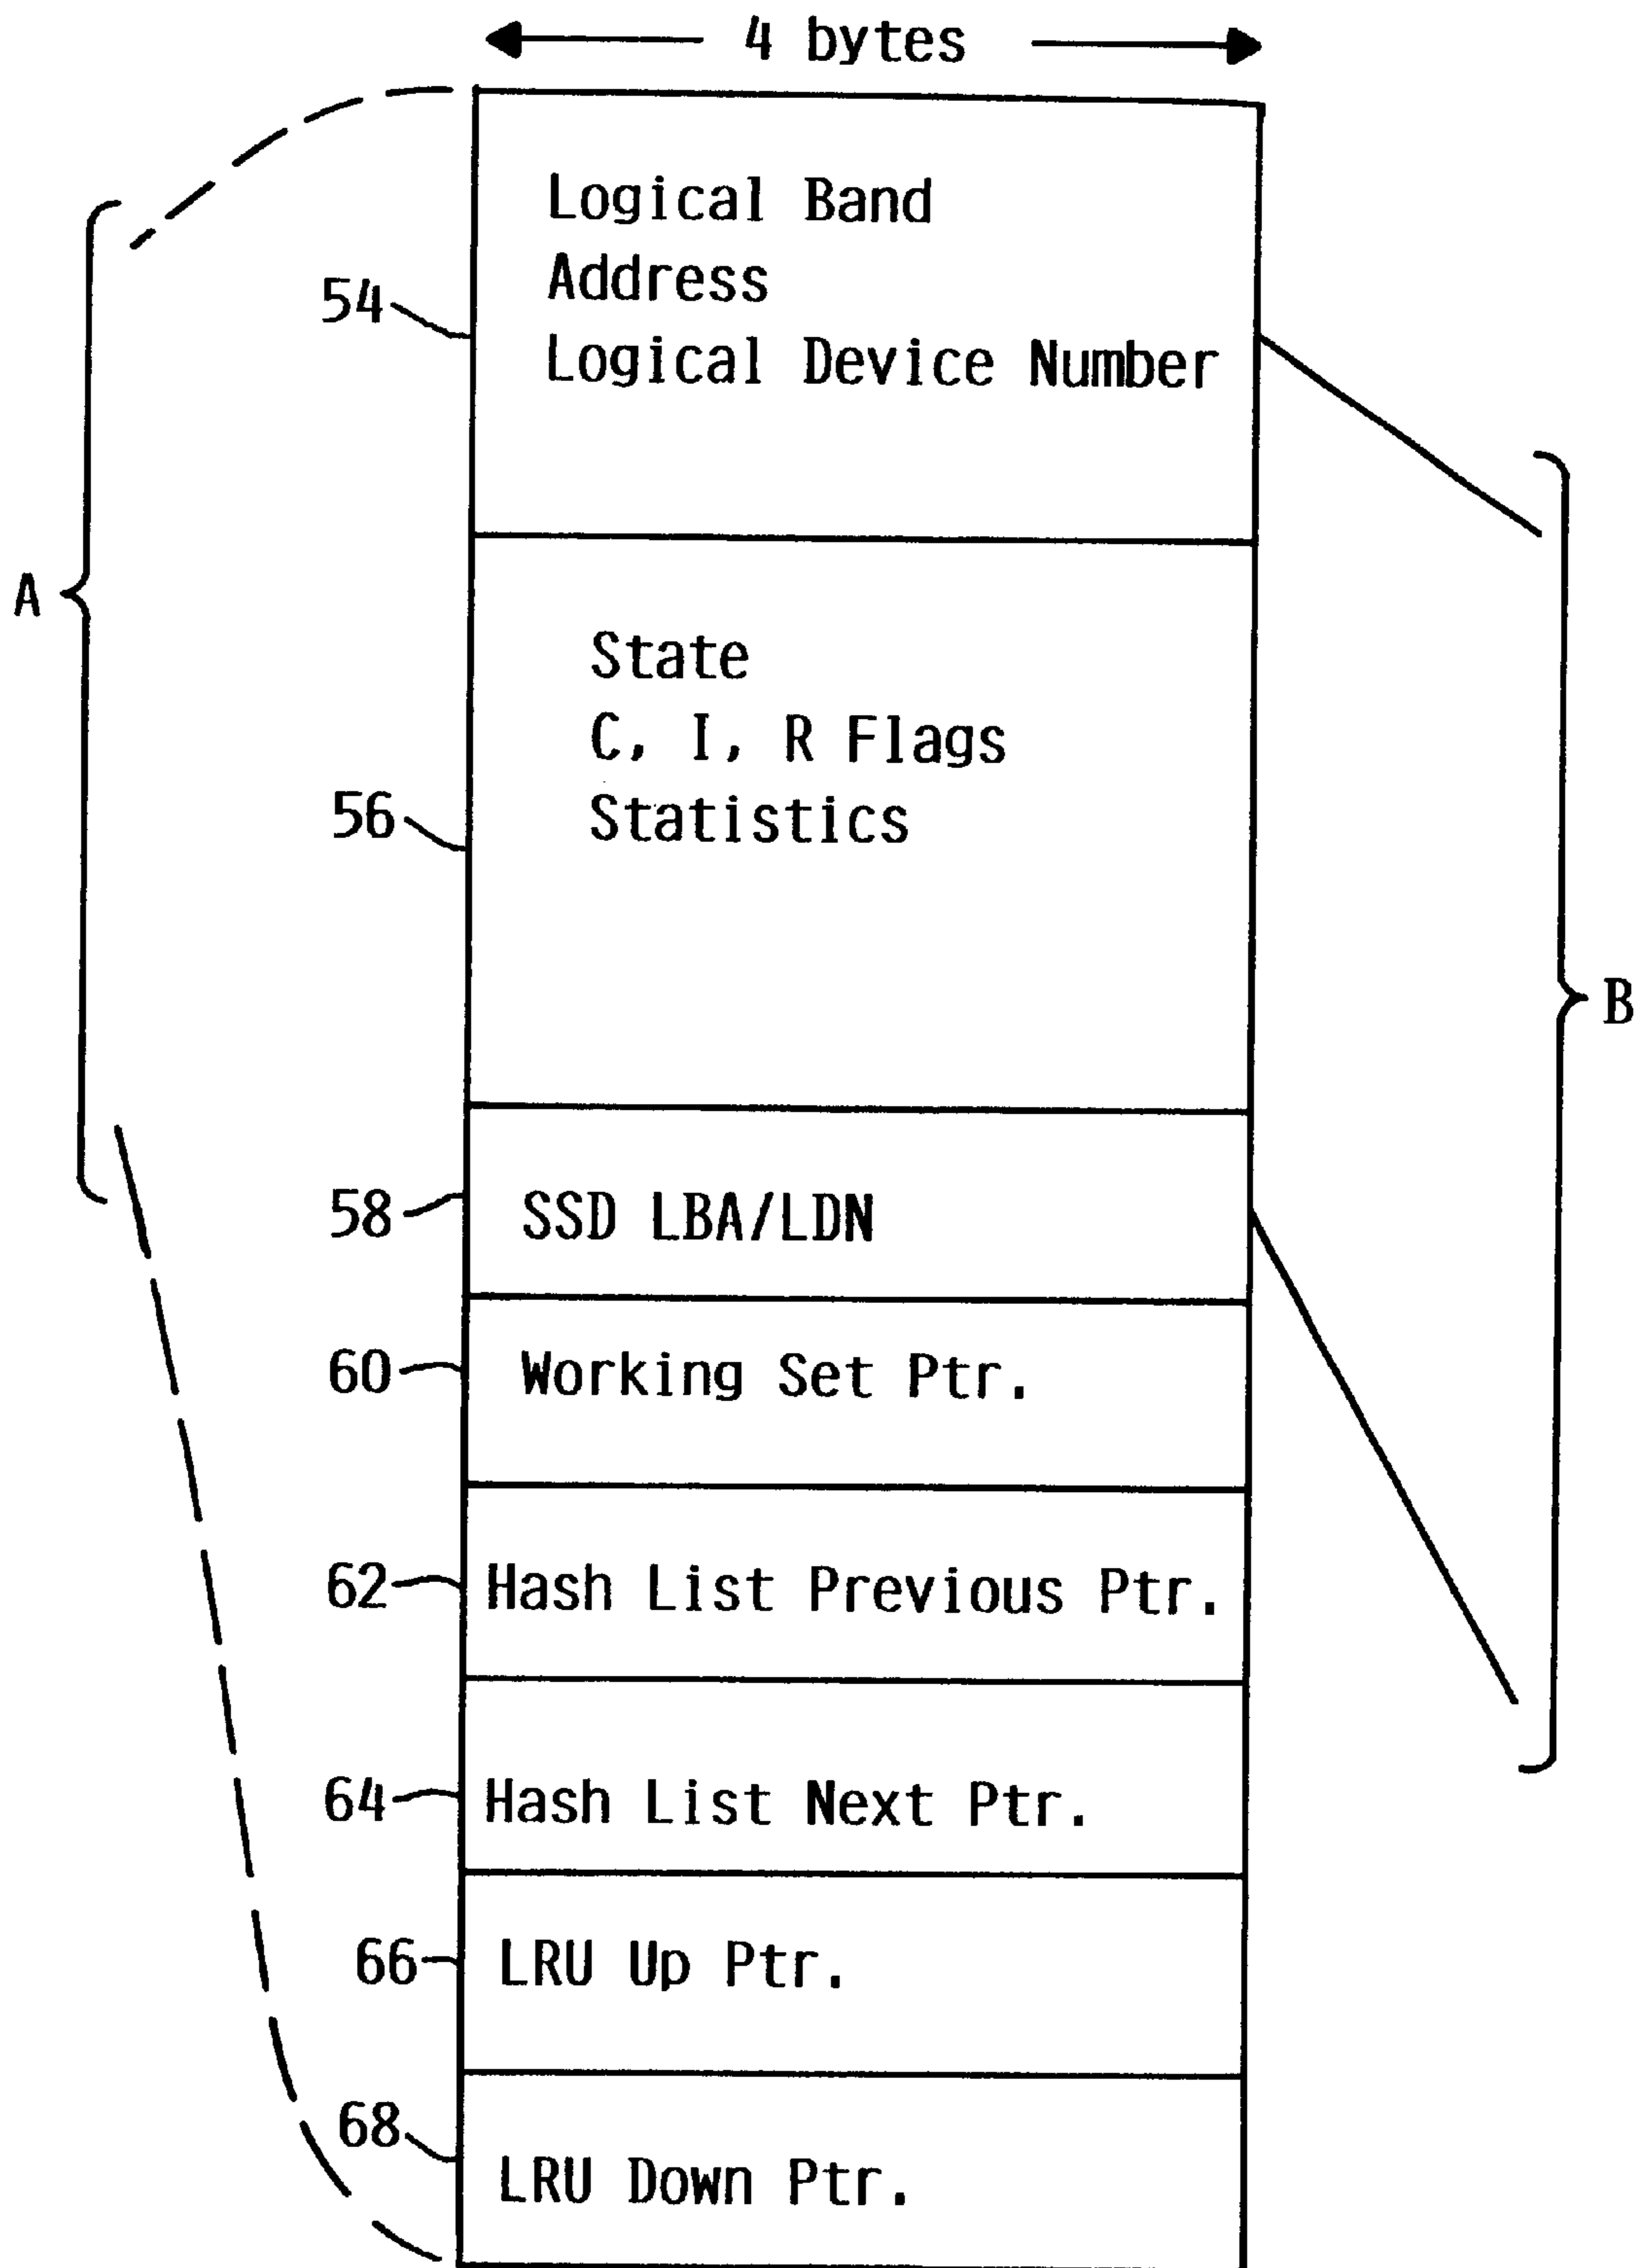 4 bytes
Logical Band
Address
54
Logical Device Number
A
State
C, I, R Flags
56
Statistics
B
58
SSD LBA/LDN
60
Working Set Ptr.
62
Hash List Previous Ptr.
64
Hash List Next Ptr.
66
LRU Up Ptr.
68
LRU Down Ptr.